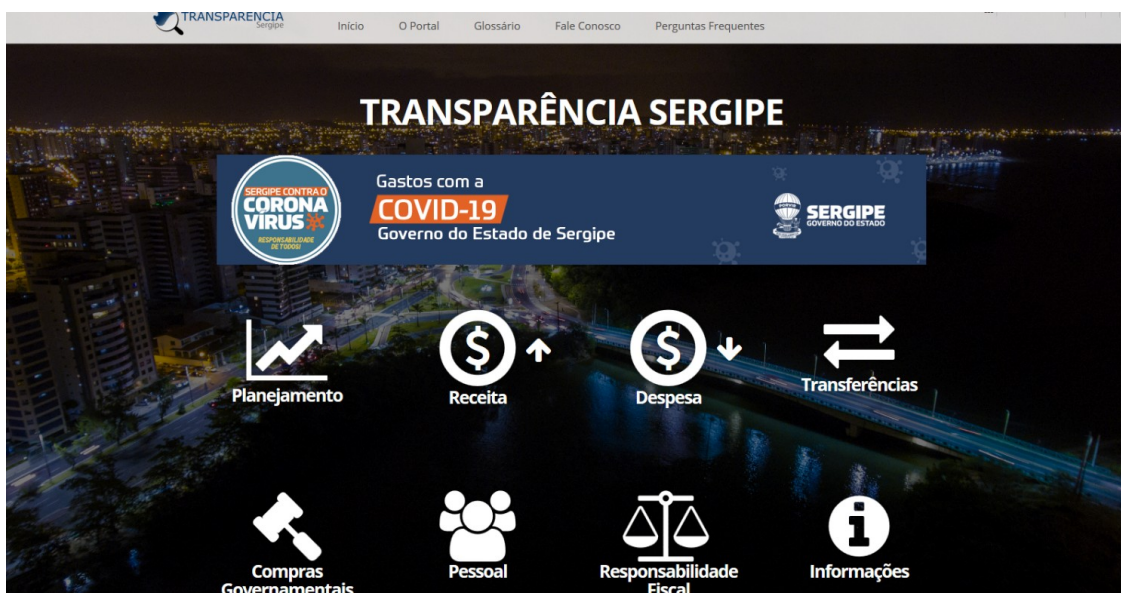 TRANSPARÊNCIA
Sergipe
Início O Portal Glossário Fale Conosco Perguntas Frequentes
TRANSPARÊNCIA SERGIPE
SERGIPE CONTRA O
CORONA
VÍRUS
RESPONSABILIDADE
DE TODOS!
Gastos com a
COVID-19
Governo do Estado de Sergipe
SERGIPE
GOVERNO DO ESTADO
Planejamento
Receita
Despesa
Transferências
Compras
Governamentais
Pessoal
Responsabilidade
Fiscal
Informações